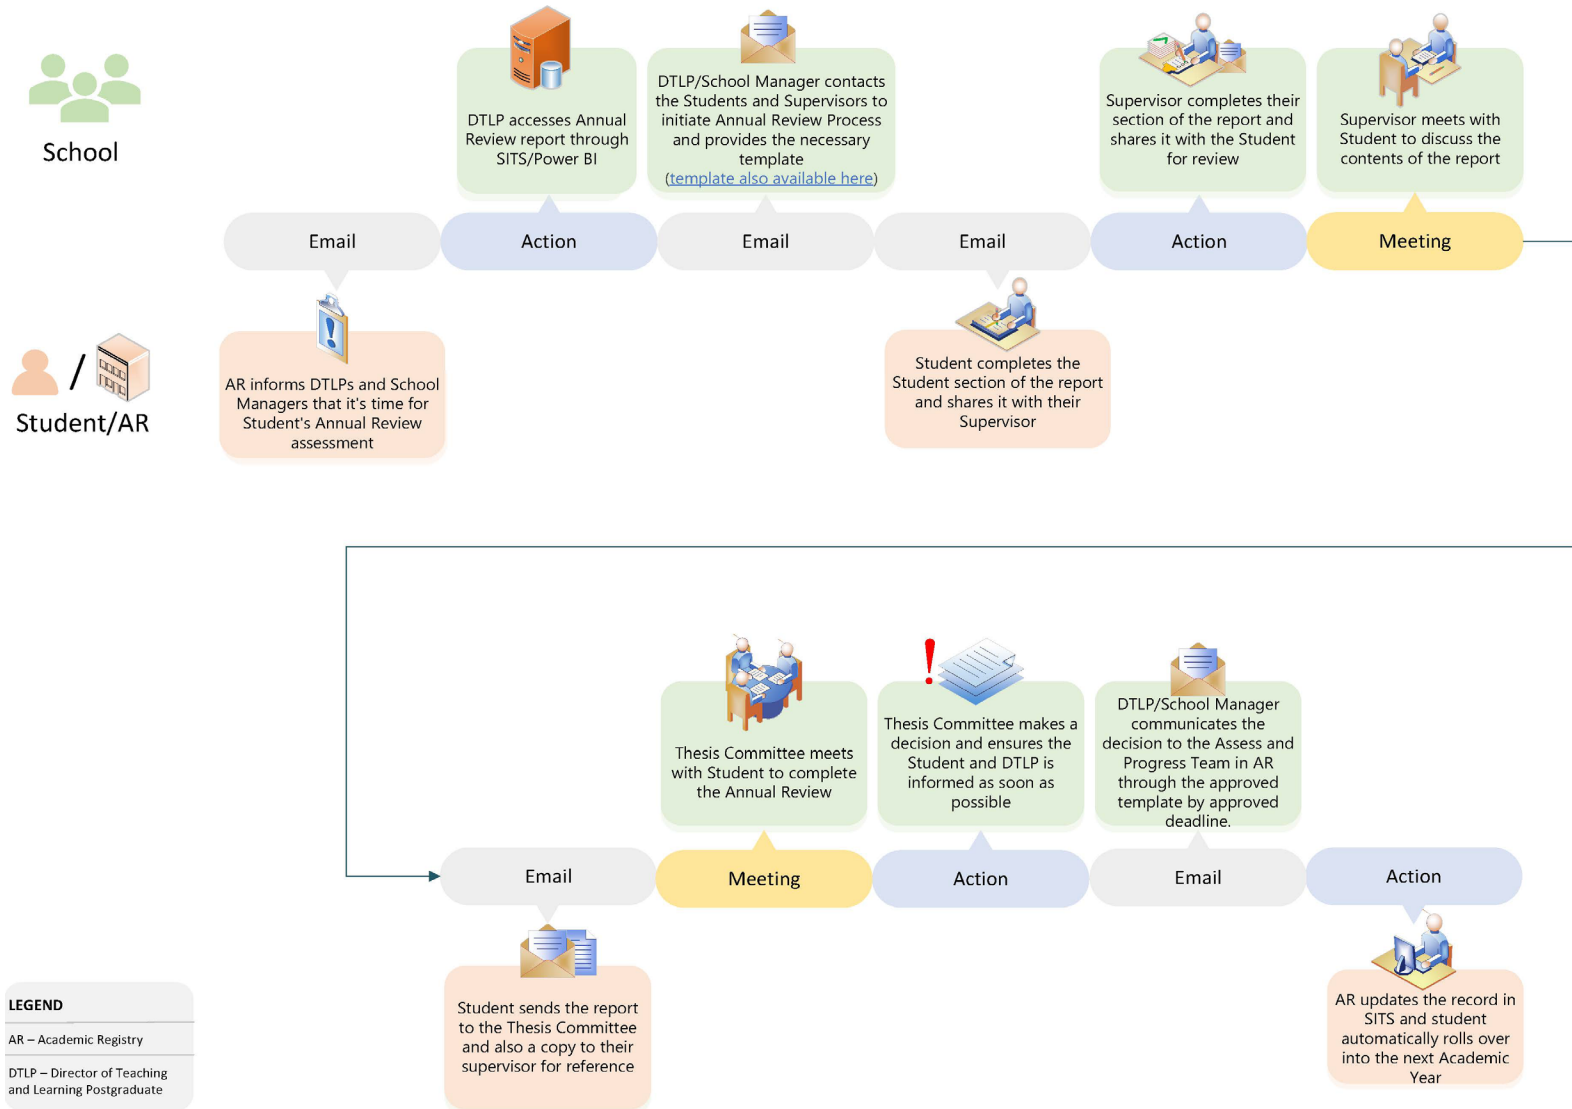 School
DTLP accesses Annual
Review report through
SITS/Power BI
DTLP/School Manager contacts
the Students and Supervisors to
initiate Annual Review Process
and provides the necessary
template
(template also available here)
Supervisor completes their
section of the report and
shares it with the Student
for review
Supervisor meets with
Student to discuss the
contents of the report
Email
Action
Email
Email
Action
Meeting
/
Student/AR
AR informs DTLPs and School
Managers that it's time for
Student's Annual Review
assessment
Student completes the
Student section of the report
and shares it with their
Supervisor
Thesis Committee meets
with Student to complete
the Annual Review
Thesis Committee makes a
decision and ensures the
Student and DTLP is
informed as soon as
possible
DTLP/School Manager
communicates the
decision to the Assess and
Progress Team in AR
through the approved
template by approved
deadline.
Email
Meeting
Action
Email
Action
Student sends the report
to the Thesis Committee
and also a copy to their
supervisor for reference
AR updates the record in
SITS and student
automatically rolls over
into the next Academic
Year
LEGEND
AR – Academic Registry
DTLP – Director of Teaching
and Learning Postgraduate